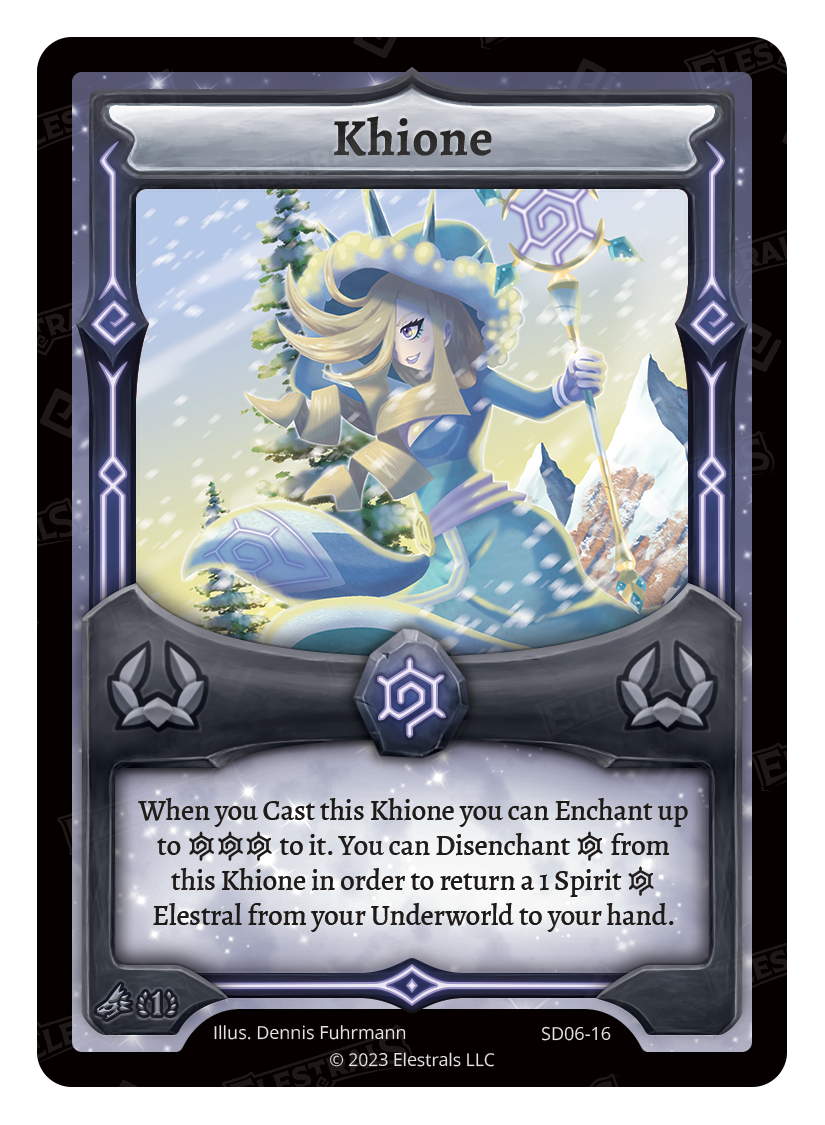 Khione
When you Cast this Khione you can Enchant up
to to it. You can Disenchant from
this Khione in order to return a 1 Spirit
Elestral from your Underworld to your hand.
1
Illus. Dennis Fuhrmann
SD06-16
© 2023 Elestrals LLC